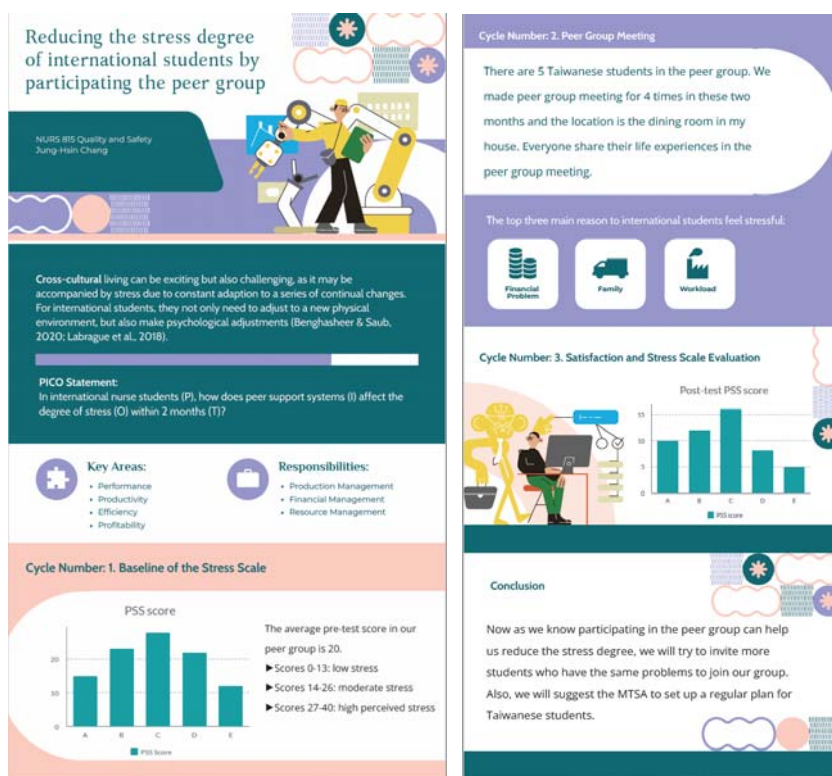 Reducing the stress degree
of international students by
participating the peer group
NURS 815 Quality and Safety
Jung-Hsin Chang
Cross-cultural living can be exciting but also challenging, as it may be
accompanied by stress due to constant adaption to a series of continual changes.
For international students, they not only need to adjust to a new physical
environment, but also make psychological adjustments (Benghasheer & Saub,
2020; Labrague et al., 2018).
PICO Statement:
In international nurse students (P), how does peer support systems (I) affect the
degree of stress (O) within 2 months (T)?
Key Areas:
• Performance
• Productivity
• Efficiency
• Profitability
Responsibilities:
• Production Management
• Financial Management
• Resource Management
Cycle Number: 1. Baseline of the Stress Scale
PSS score
20
10
0
A B C D E
PSS Score
The average pre-test score in our
peer group is 20.
►Scores 0-13: low stress
►Scores 14-26: moderate stress
►Scores 27-40: high perceived stress
Cycle Number: 2. Peer Group Meeting
There are 5 Taiwanese students in the peer group. We
made peer group meeting for 4 times in these two
months and the location is the dining room in my
house. Everyone share their life experiences in the
peer group meeting.
The top three main reason to international students feel stressful:
Financial
Problem
Family
Workload
Cycle Number: 3. Satisfaction and Stress Scale Evaluation
Post-test PSS score
15
10
5
0
A B C D E
PSS score
Conclusion
Now as we know participating in the peer group can help
us reduce the stress degree, we will try to invite more
students who have the same problems to join our group.
Also, we will suggest the MTSA to set up a regular plan for
Taiwanese students.